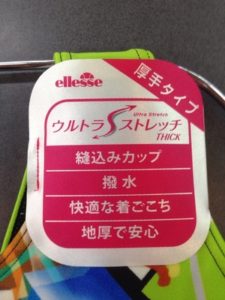 ellesse
厚手タイプ
Ultra Stretch
ウルトラSストレッチ
THICK
縫込みカップ
撥水
快適な着ごこち
地厚で安心